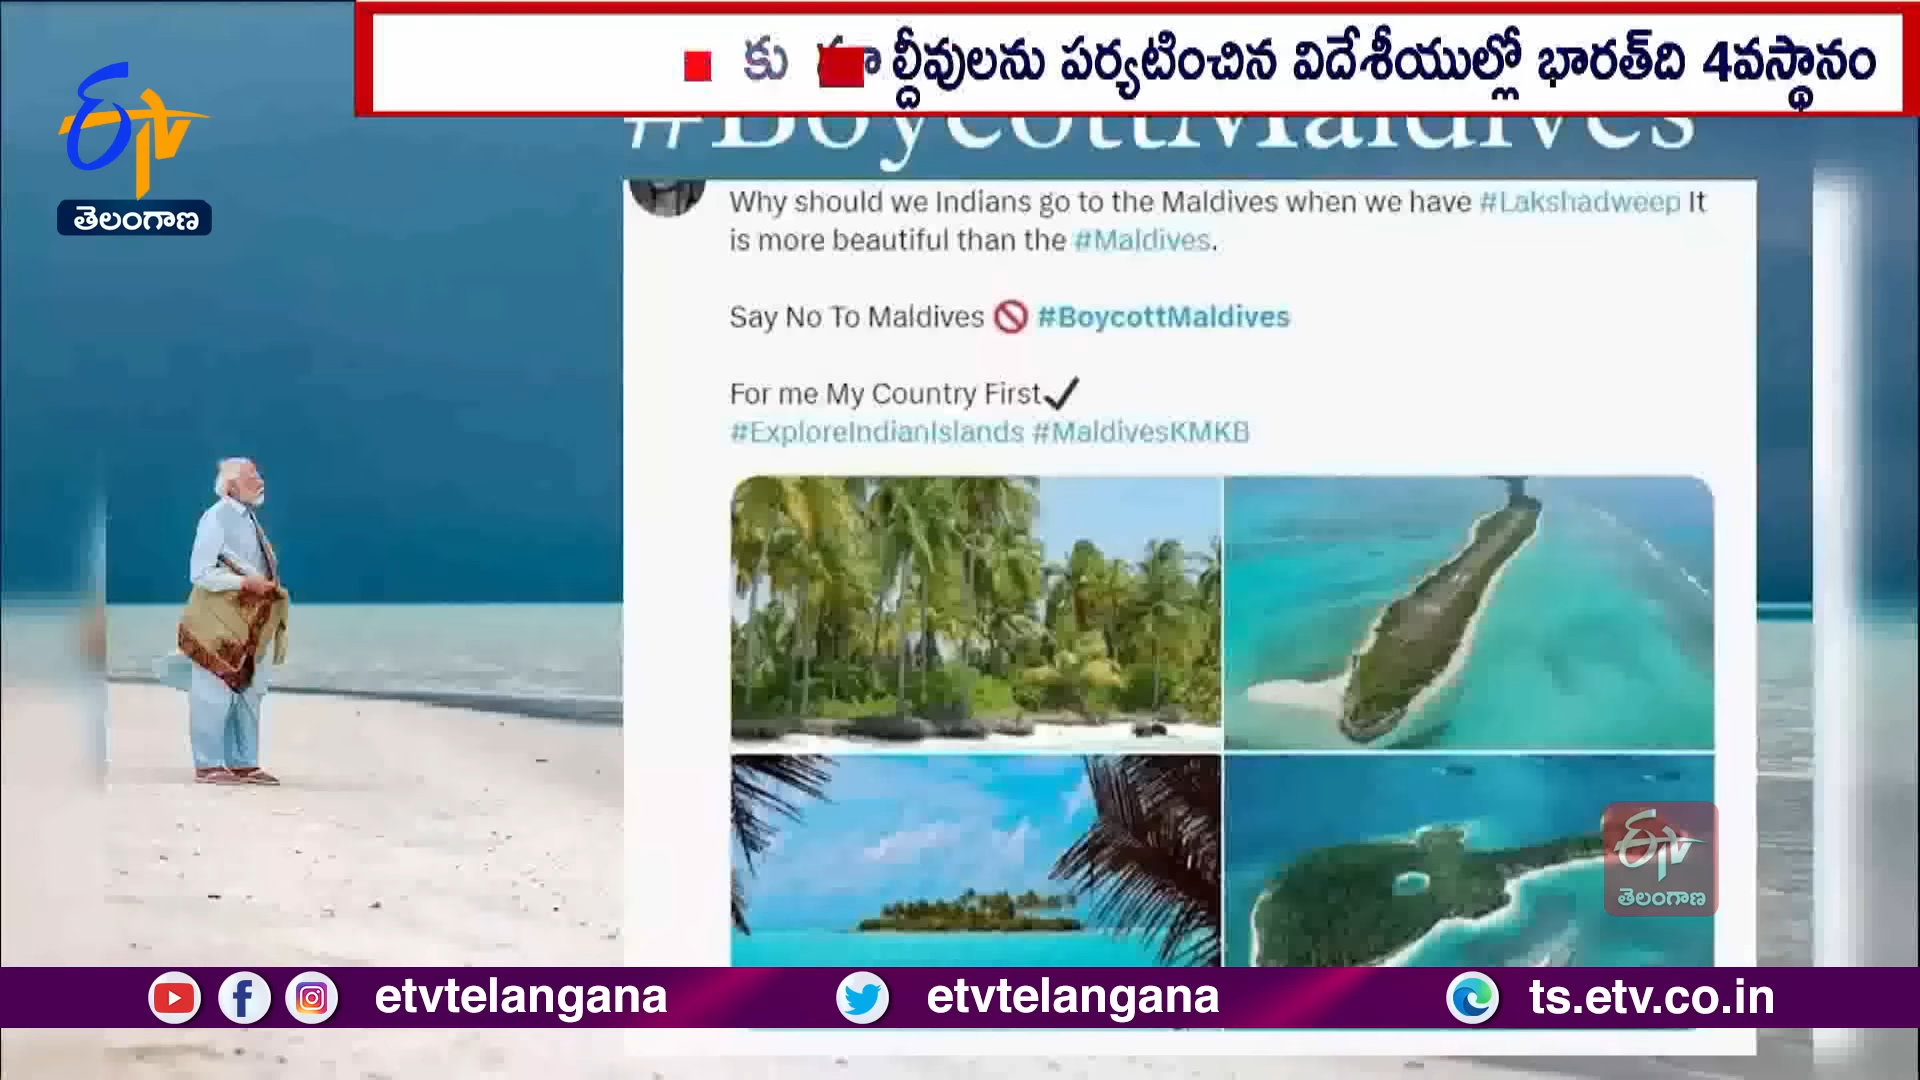 కు
ల్దీవులను పర్యటించిన విదేశీయుల్లో భారత్‌ది 4వస్థానం
ETV
తెలంగాణ
#BoycottMaldives
Why should we Indians go to the Maldives when we have #Lakshadweep It
is more beautiful than the #Maldives.
Say No To Maldives 🚫 #BoycottMaldives
For me My Country First✔
#ExploreIndianIslands #MaldivesKMKB
ETV
తెలంగాణ
etvtelangana
etvtelangana
ts.etv.co.in